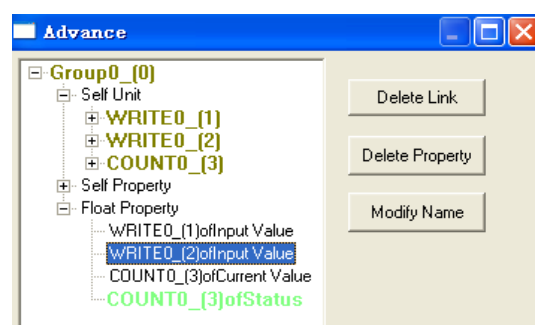 Advance
Group0_(0)
Self Unit
WRITE0_(1)
WRITE0_(2)
COUNT0_(3)
Self Property
Float Property
WRITE0_(1)ofInput Value
WRITE0_(2)ofInput Value
COUNT0_(3)ofCurrent Value
COUNT0_(3)ofStatus
Delete Link
Delete Property
Modify Name